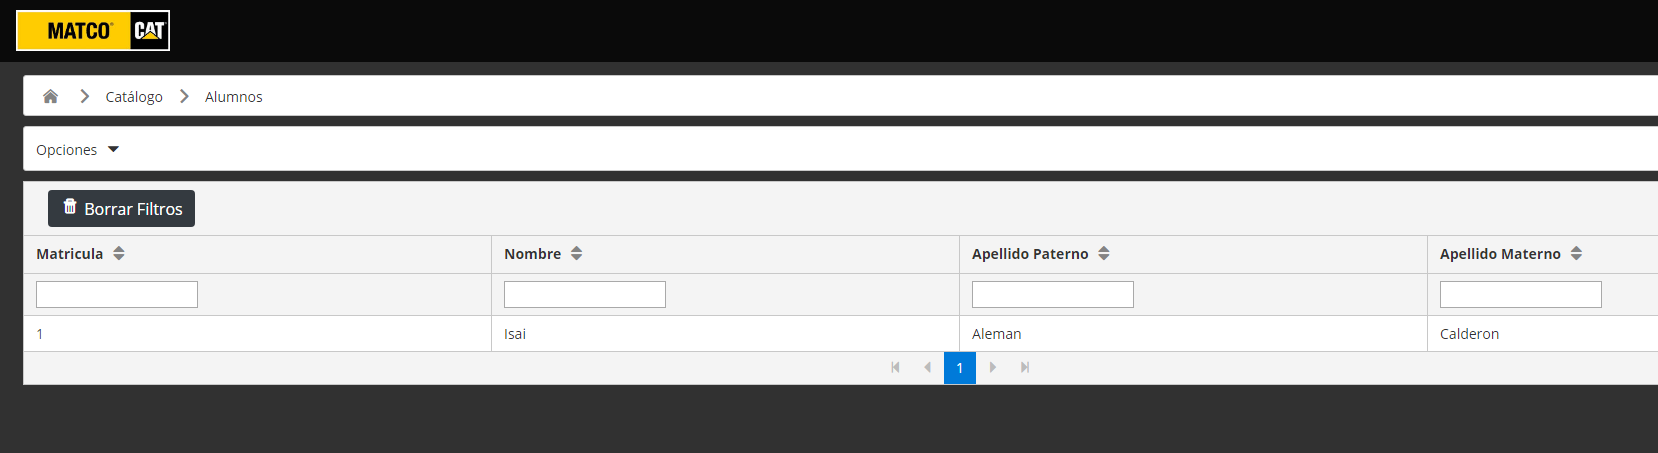 MATCO® CAT
Catálogo Alumnos
Opciones
Borrar Filtros
Matricula Nombre Apellido Paterno Apellido Materno
1 Isai Aleman Calderon
1